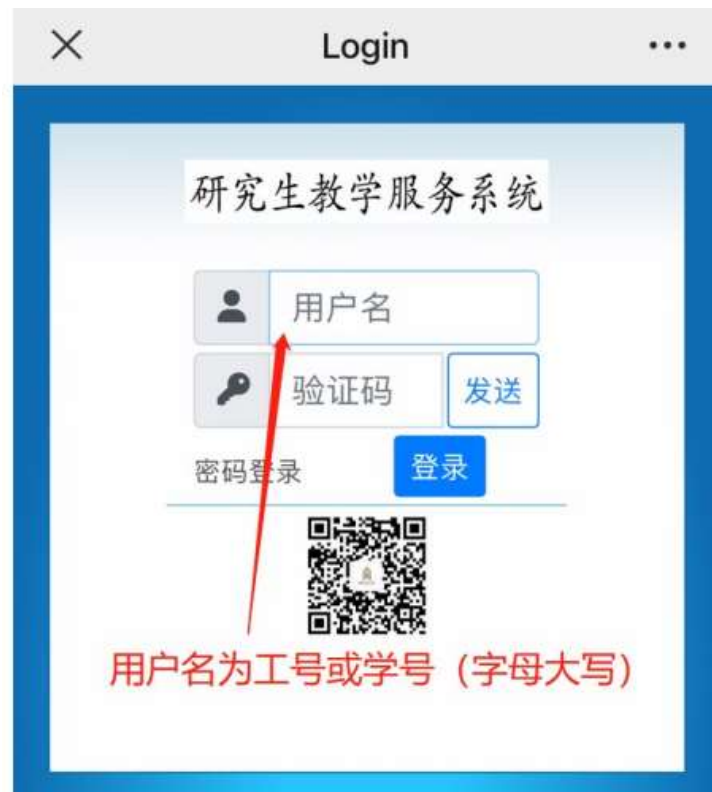 Login
研究生教学服务系统
用户名
验证码 发送
密码登录 登录
用户名为工号或学号（字母大写）